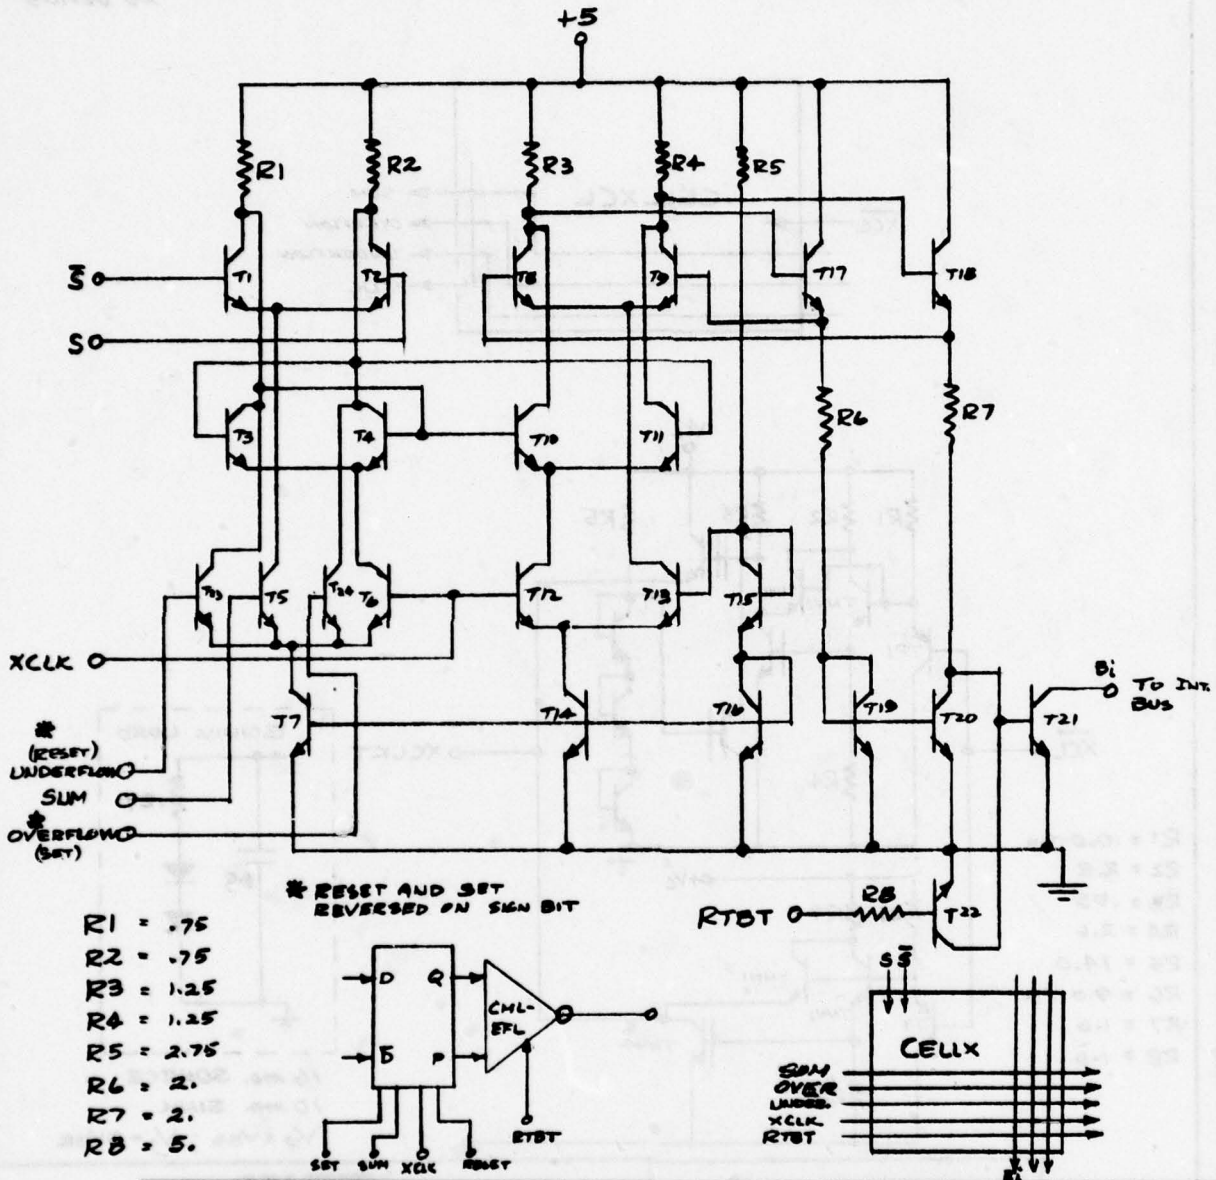 +5
R1
R2
R3
R4
R5
S̅
S
T1
T2
T8
T9
T17
T18
R6
R7
T3
T4
T10
T11
T23
T5
T24
T6
T12
T13
T15
XCLK
T7
T14
T16
T19
T20
T21
Bi
TO INT.
BUS
*
(RESET)
UNDERFLOW
SUM
*
OVERFLOW
(SET)
* RESET AND SET
REVERSED ON SIGN BIT
RTBT
R8
T22
R1 = .75
R2 = .75
R3 = 1.25
R4 = 1.25
R5 = 2.75
R6 = 2.
R7 = 2.
R8 = 5.
D
Q
D̅
P
CML-
EFL
SET
SUM
XCLK
RESET
RTBT
S S̅
CELLX
SUM
OVER
UNDER.
XCLK
RTBT
Bi